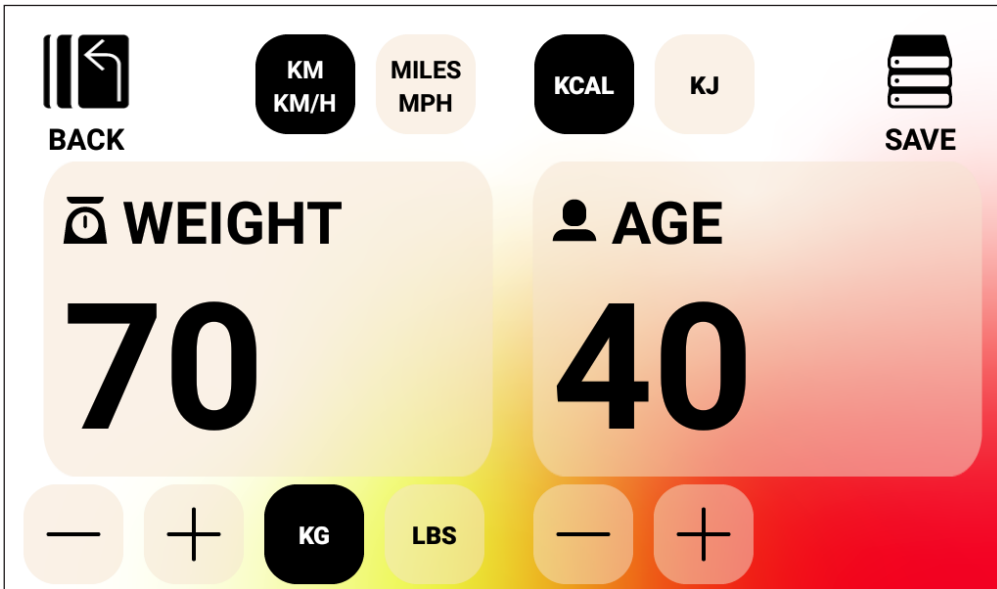 BACK
KM
KM/H
MILES
MPH
KCAL
KJ
SAVE
WEIGHT
70
AGE
40
KG
LBS